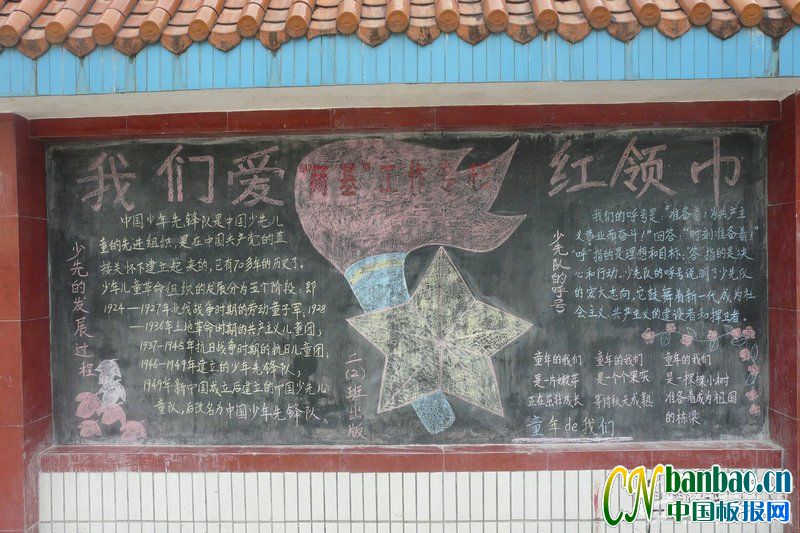 我们爱
红领巾
"两基"工作
少先的发展过程
中国少年先锋队是中国少先儿
童的先进组织,是在中国共产党的直
接关怀下建立起来的,已有70多年的历史了。
少年儿童革命组织的发展分为五个阶段:即
1924——1927年北伐战争时期的劳动童子军,1928
——1936年土地革命时期的共产主义儿童团;
1937-1945年抗日战争时期的抗日儿童团;
1946-1949年建立的少年先锋队;
1949年新中国成立后建立的中国少先儿
童队,后改名为中国少年先锋队。
二(2)班出版
少先队的呼号
我们的呼号是:"准备着!为共产主
义事业而奋斗!"回答:"时刻准备着!"
"呼"指的是理想和目标,"答"指的是决
心和行动。少先队的呼号说明了少先队
的宏大志向,它鼓舞着新一代成为社会
主义共产主义的建设者和捍卫者。
童年的我们
是一片嫩芽
正在茁壮成长
童年的我们
是一个个果实
等待秋天成熟
童年的我们
是一棵棵小树
准备着成为祖国
的栋梁
童年de我们
CN banbao.cn
中国板报网